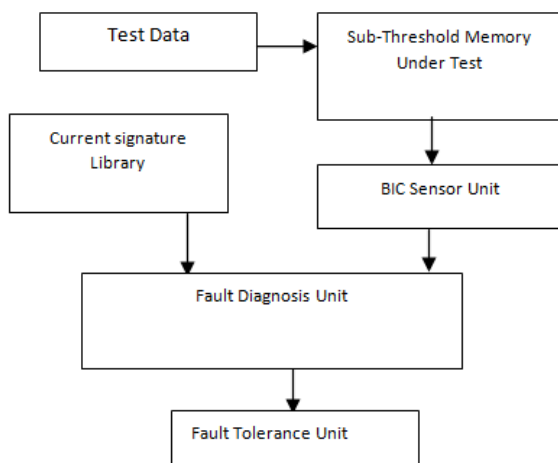 Test Data
Sub-Threshold Memory
Under Test
Current signature
Library
BIC Sensor Unit
Fault Diagnosis Unit
Fault Tolerance Unit